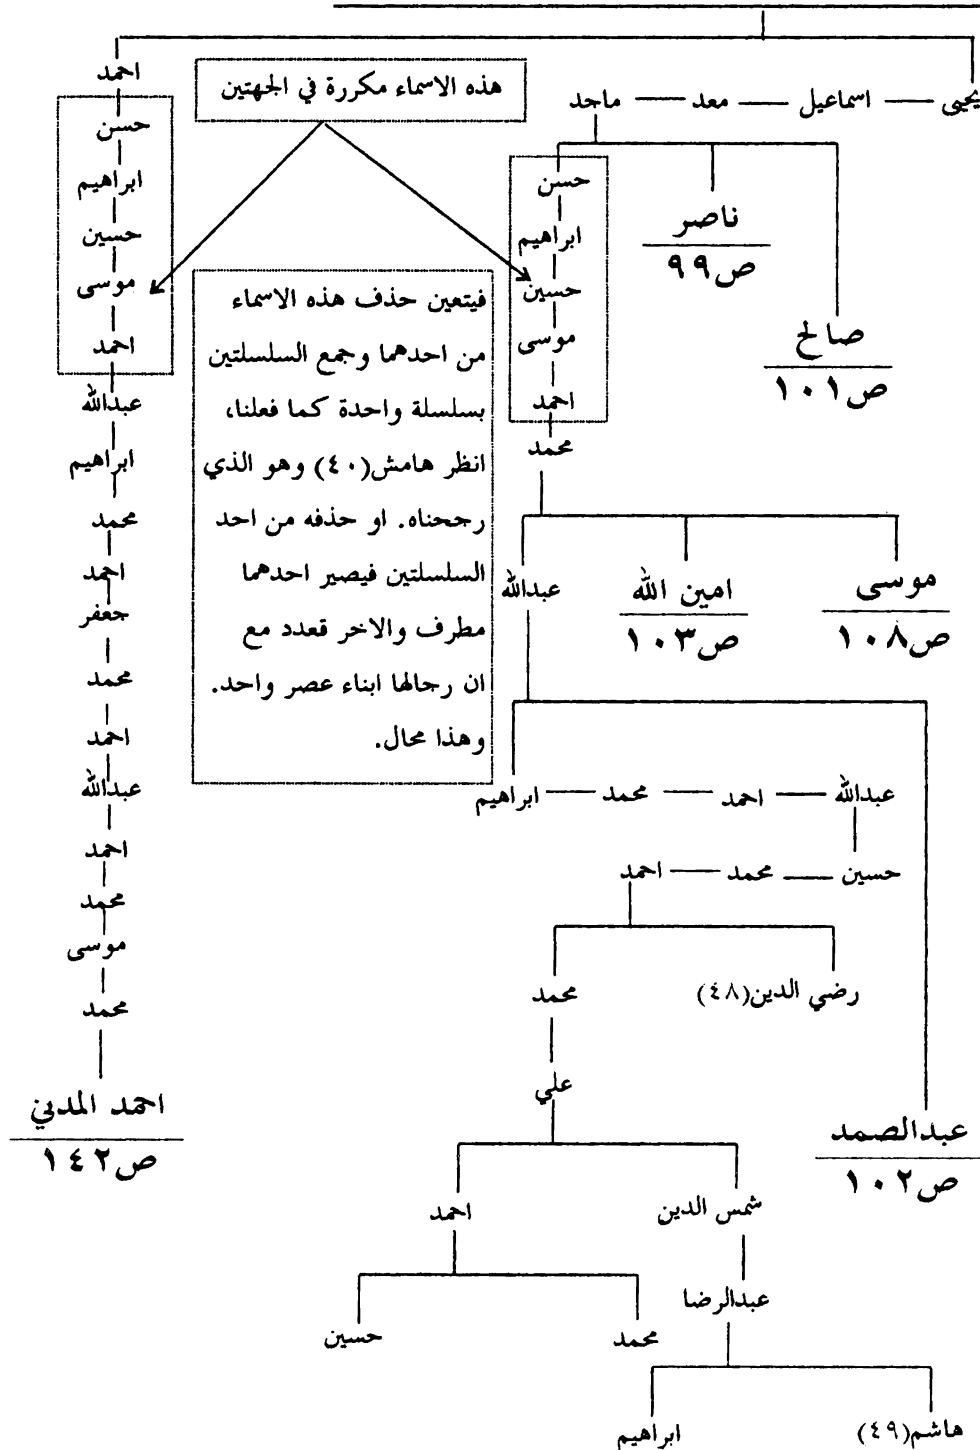 يحيى — اسماعيل — معد — ماجد
ناصر
ص٩٩
صالح
ص١٠١
حسن
ابراهيم
حسين
موسى
احمد
محمد
موسى
ص١٠٨
امين الله
ص١٠٣
عبدالله
عبدالصمد
ص١٠٢
ابراهيم — محمد — احمد — عبدالله
حسين — محمد — احمد
رضي الدين(٤٨)
محمد
علي
شمس الدين
احمد
عبدالرضا
محمد
حسين
هاشم(٤٩)
ابراهيم
هذه الاسماء مكررة في الجهتين
فيتعين حذف هذه الاسماء
من احدهما وجمع السلسلتين
بسلسلة واحدة كما فعلنا،
انظر هامش(٤٠) وهو الذي
رجحناه. او حذفه من احد
السلسلتين فيصير احدهما
مطرف والاخر قعدد مع
ان رجالها ابناء عصر واحد.
وهذا محال.
احمد
حسن
ابراهيم
حسين
موسى
احمد
عبدالله
ابراهيم
محمد
احمد
جعفر
محمد
احمد
عبدالله
احمد
محمد
موسى
محمد
احمد المدني
ص١٤٢